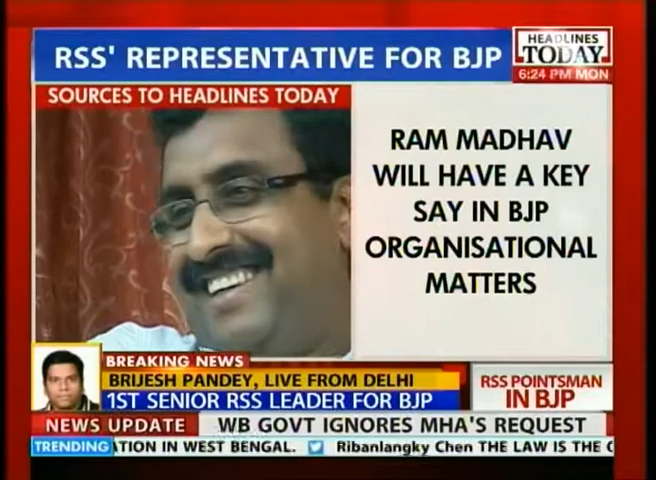 RSS' REPRESENTATIVE FOR BJP
HEADLINES
TODAY
6:24 PM MON
SOURCES TO HEADLINES TODAY
RAM MADHAV
WILL HAVE A KEY
SAY IN BJP
ORGANISATIONAL
MATTERS
BREAKING NEWS
BRIJESH PANDEY, LIVE FROM DELHI
1ST SENIOR RSS LEADER FOR BJP
RSS POINTSMAN
IN BJP
NEWS UPDATE WB GOVT IGNORES MHA'S REQUEST
TRENDING ATION IN WEST BENGAL. Ribanlangky Chen THE LAW IS THE